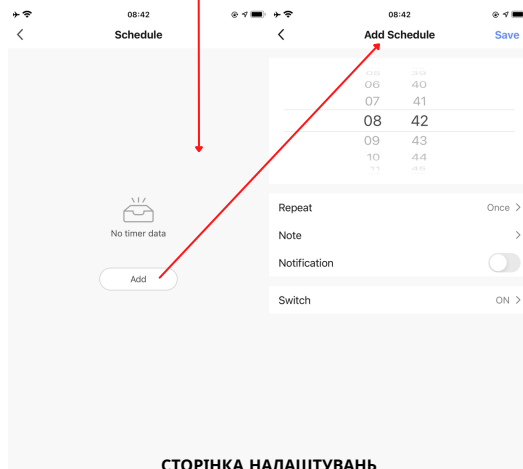 08:42
Schedule
No timer data
Add
08:42
Add Schedule
Save
06 40
07 41
08 42
09 43
10 44
Repeat
Once
Note
Notification
Switch
ON
СТОРІНКА НАЛАШТУВАНЬ